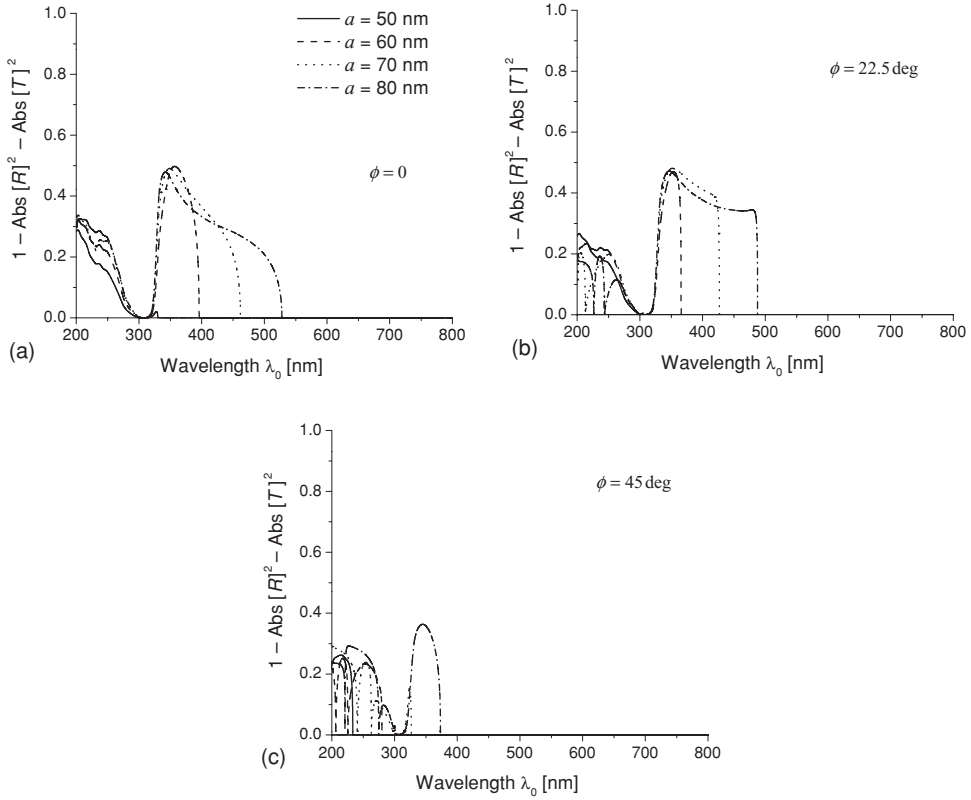 a = 50 nm
a = 60 nm
a = 70 nm
a = 80 nm
1 – Abs [R]² – Abs [T]²
1.0
0.8
0.6
0.4
0.2
0.0
ϕ = 0
200 300 400 500 600 700 800
Wavelength λ₀ [nm]
(a)
1 – Abs [R]² – Abs [T]²
1.0
0.8
0.6
0.4
0.2
0.0
ϕ = 22.5 deg
200 300 400 500 600 700 800
Wavelength λ₀ [nm]
(b)
1 – Abs [R]² – Abs [T]²
1.0
0.8
0.6
0.4
0.2
0.0
ϕ = 45 deg
200 300 400 500 600 700 800
Wavelength λ₀ [nm]
(c)